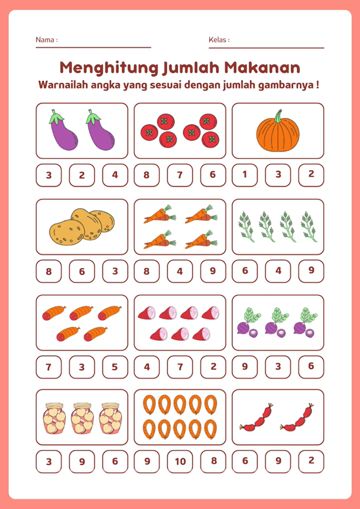 Nama :
Kelas :
Menghitung Jumlah Makanan
Warnailah angka yang sesuai dengan jumlah gambarnya !
3 2 4 8 7 6 1 3 2
8 6 3 8 4 9 6 4 9
7 3 5 4 7 2 9 3 6
3 9 6 9 10 8 6 9 2